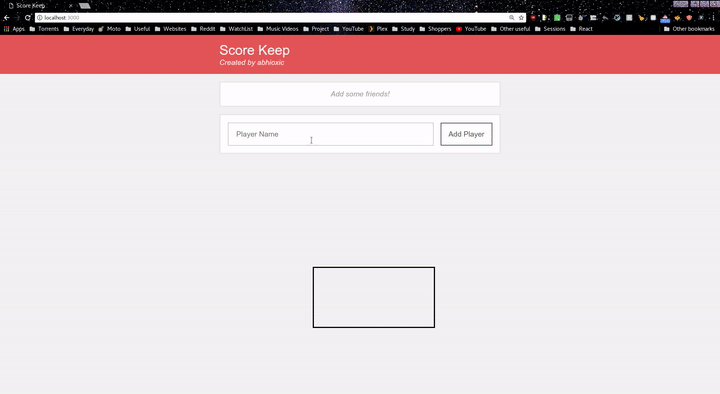 Score Keep
localhost:3000
Apps Torrents Everyday Moto Useful Websites Reddit WatchList Music Videos Project YouTube Plex Study Shoppers YouTube Other useful Sessions React Other bookmarks
Score Keep
Created by abhioxic
Add some friends!
Player Name
Add Player